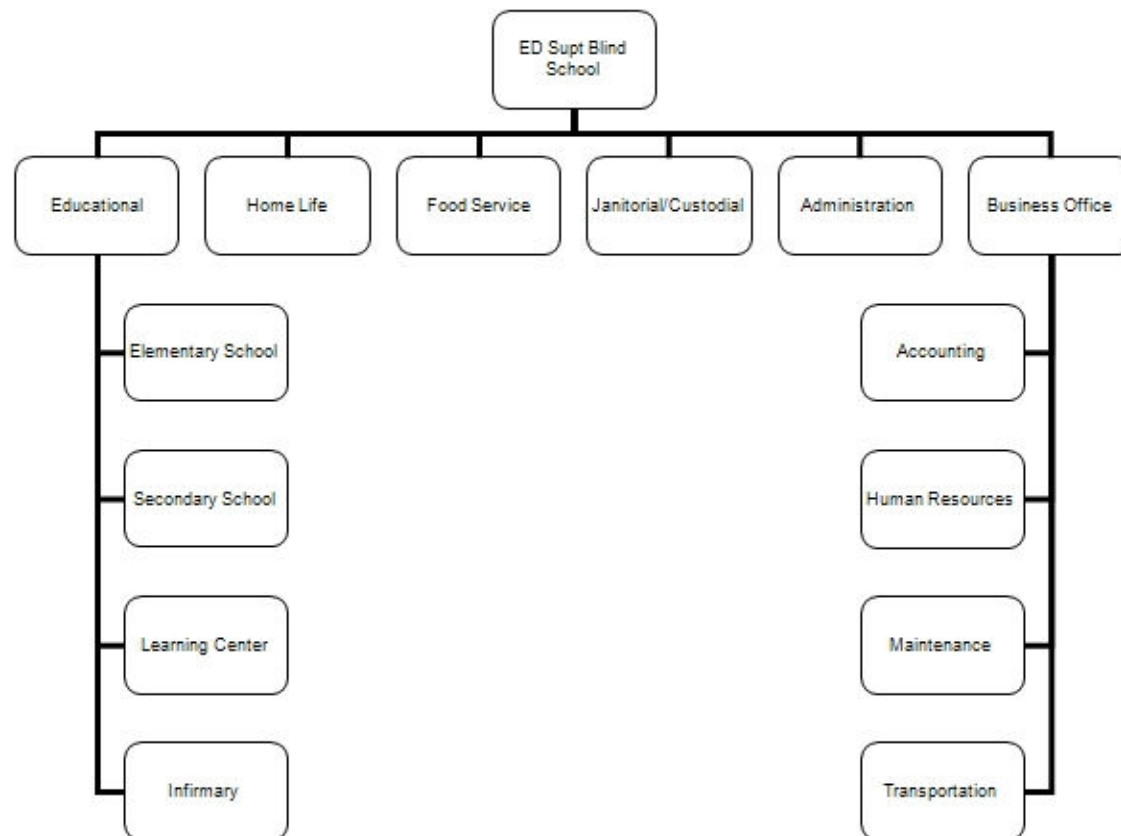 ED Supt Blind
School
Educational
Home Life
Food Service
Janitorial/Custodial
Administration
Business Office
Elementary School
Accounting
Secondary School
Human Resources
Learning Center
Maintenance
Infirmary
Transportation